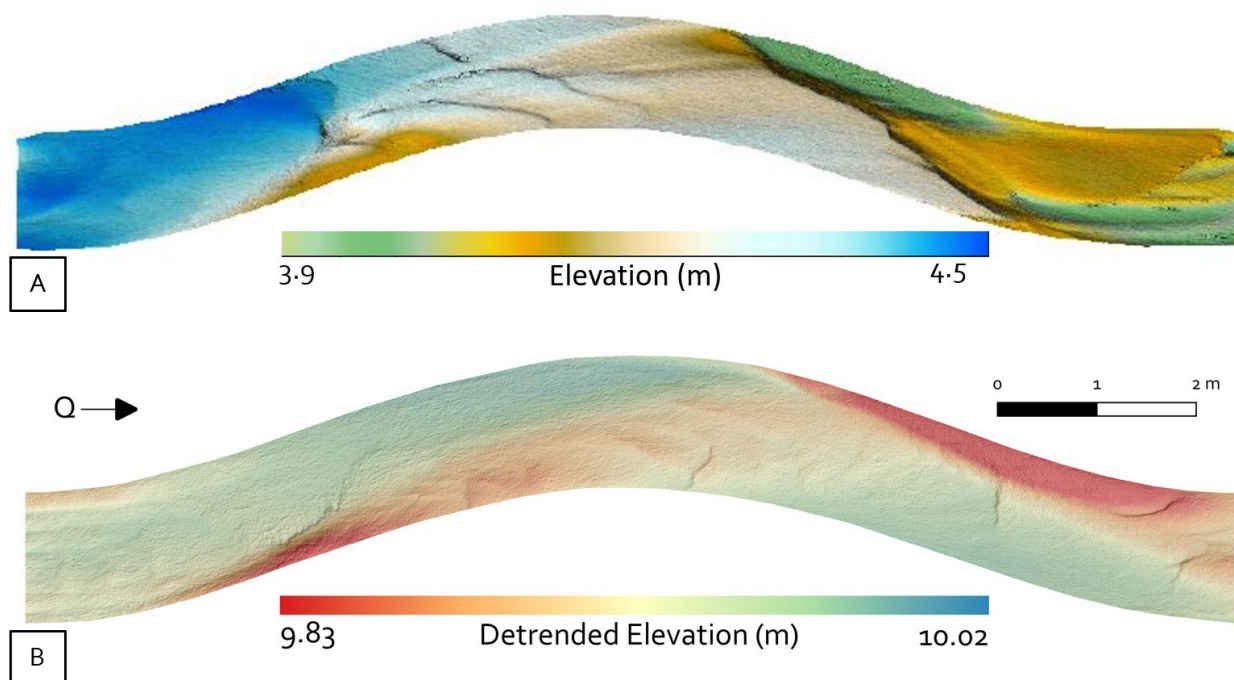 3.9 Elevation (m) 4.5
A
Q
0 1 2 m
9.83 Detrended Elevation (m) 10.02
B